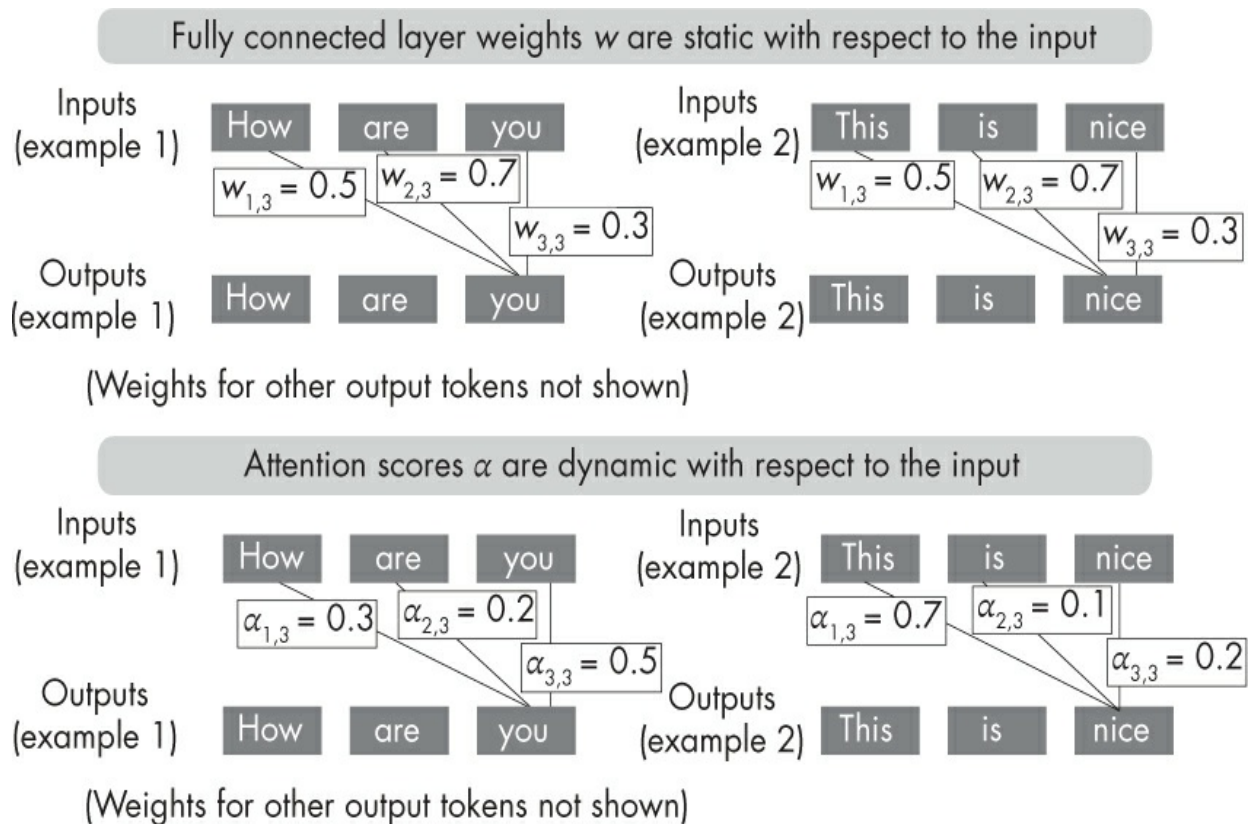 Fully connected layer weights w are static with respect to the input
Inputs
(example 1)
How are you
w1,3 = 0.5
w2,3 = 0.7
w3,3 = 0.3
Outputs
(example 1)
How are you
Inputs
(example 2)
This is nice
w1,3 = 0.5
w2,3 = 0.7
w3,3 = 0.3
Outputs
(example 2)
This is nice
(Weights for other output tokens not shown)
Attention scores α are dynamic with respect to the input
Inputs
(example 1)
How are you
α1,3 = 0.3
α2,3 = 0.2
α3,3 = 0.5
Outputs
(example 1)
How are you
Inputs
(example 2)
This is nice
α1,3 = 0.7
α2,3 = 0.1
α3,3 = 0.2
Outputs
(example 2)
This is nice
(Weights for other output tokens not shown)